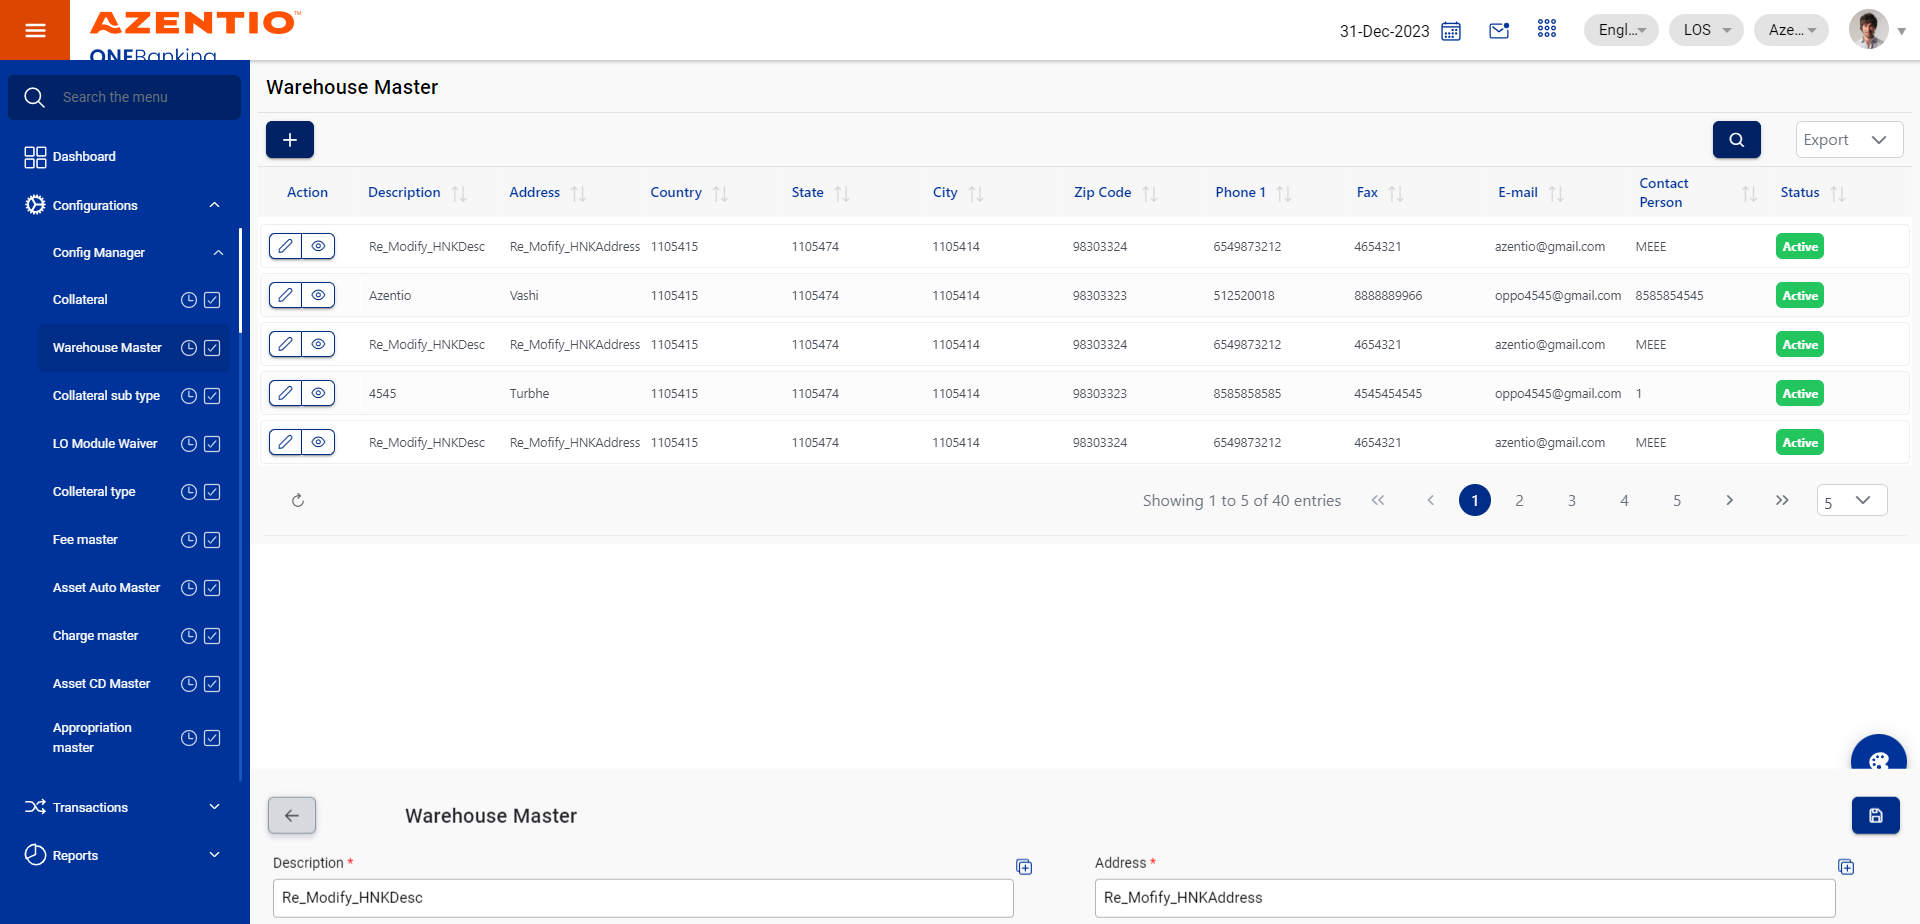 AZENTIO™
ONEBanking
31-Dec-2023
Engl...
LOS
Aze...
Search the menu
Dashboard
Configurations
Config Manager
Collateral
Warehouse Master
Collateral sub type
LO Module Waiver
Colleteral type
Fee master
Asset Auto Master
Charge master
Asset CD Master
Appropriation
master
Transactions
Reports
Warehouse Master
Export
Action Description Address Country State City Zip Code Phone 1 Fax E-mail Contact Person Status
Re_Modify_HNKDesc Re_Mofify_HNKAddress 1105415 1105474 1105414 98303324 6549873212 4654321 azentio@gmail.com MEEE Active
Azentio Vashi 1105415 1105474 1105414 98303323 512520018 8888889966 oppo4545@gmail.com 8585854545 Active
Re_Modify_HNKDesc Re_Mofify_HNKAddress 1105415 1105474 1105414 98303324 6549873212 4654321 azentio@gmail.com MEEE Active
4545 Turbhe 1105415 1105474 1105414 98303323 8585858585 4545454545 oppo4545@gmail.com 1 Active
Re_Modify_HNKDesc Re_Mofify_HNKAddress 1105415 1105474 1105414 98303324 6549873212 4654321 azentio@gmail.com MEEE Active
Showing 1 to 5 of 40 entries 1 2 3 4 5 5
Warehouse Master
Description * Address *
Re_Modify_HNKDesc Re_Mofify_HNKAddress